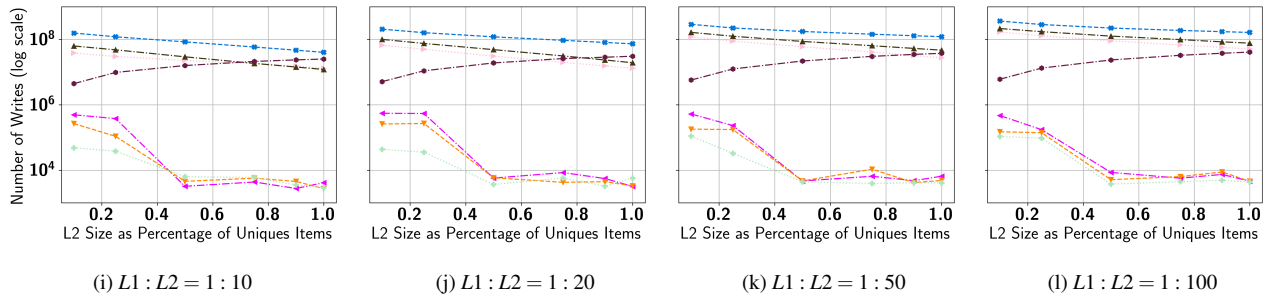 Number of Writes (log scale)
10^8
10^6
10^4
0.2 0.4 0.6 0.8 1.0
L2 Size as Percentage of Uniques Items
(i) L1 : L2 = 1 : 10
0.2 0.4 0.6 0.8 1.0
L2 Size as Percentage of Uniques Items
(j) L1 : L2 = 1 : 20
0.2 0.4 0.6 0.8 1.0
L2 Size as Percentage of Uniques Items
(k) L1 : L2 = 1 : 50
0.2 0.4 0.6 0.8 1.0
L2 Size as Percentage of Uniques Items
(l) L1 : L2 = 1 : 100